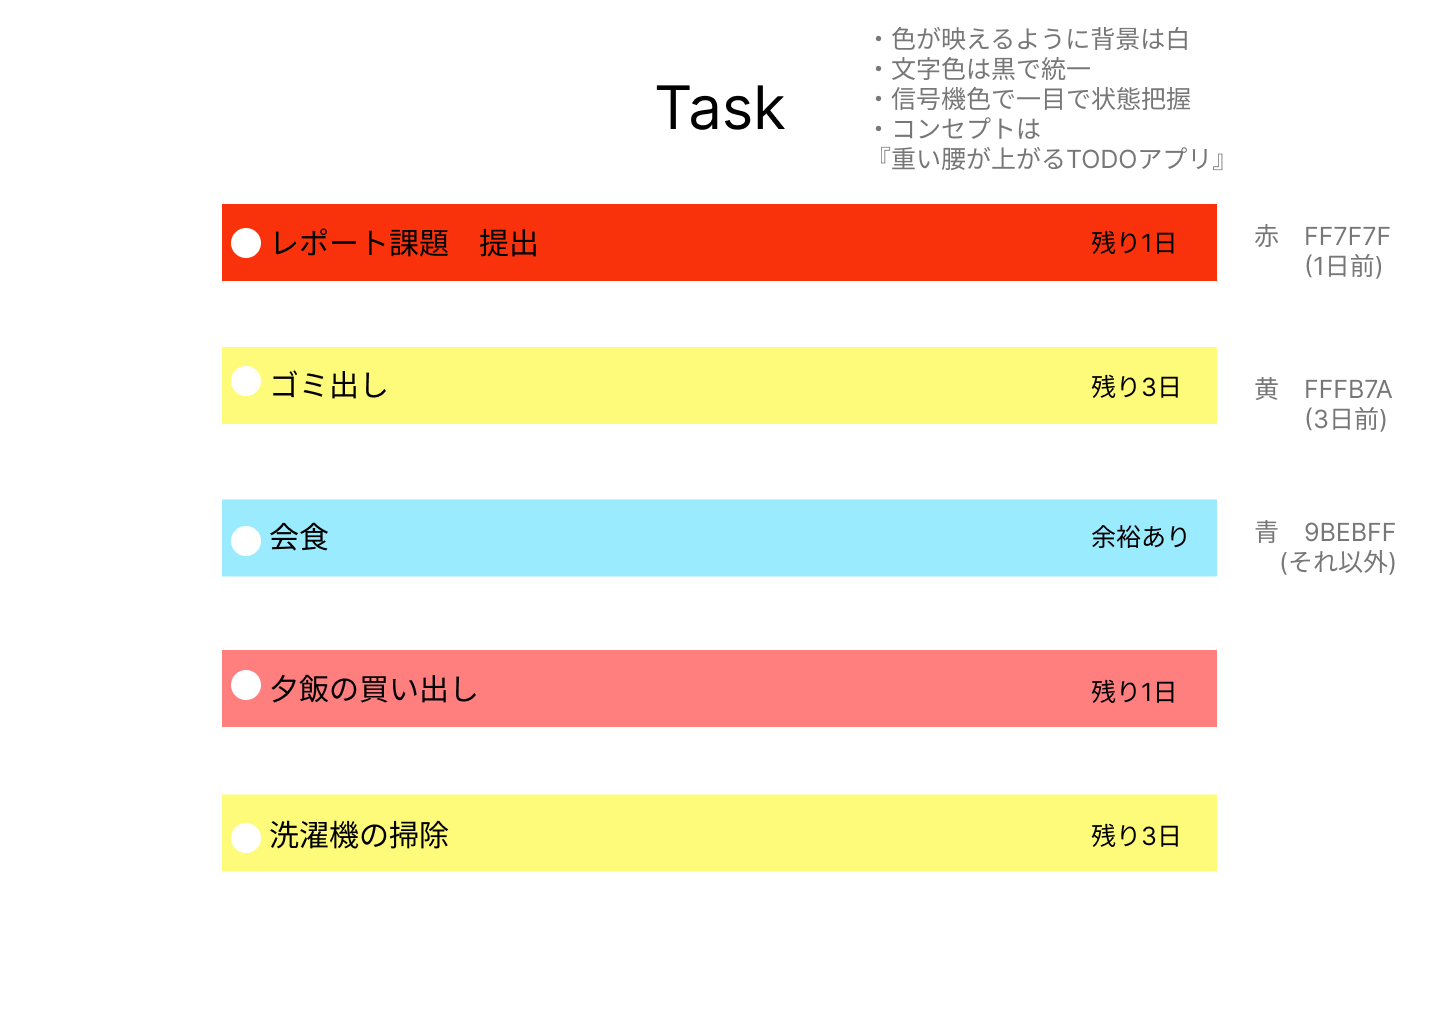 ・色が映えるように背景は白
・文字色は黒で統一
・信号機色で一目で状態把握
・コンセプトは
『重い腰が上がるTODOアプリ』
Task
レポート課題　提出
残り1日
赤　FF7F7F
(1日前)
ゴミ出し
残り3日
黄　FFFB7A
(3日前)
会食
余裕あり
青　9BEBFF
(それ以外)
夕飯の買い出し
残り1日
洗濯機の掃除
残り3日